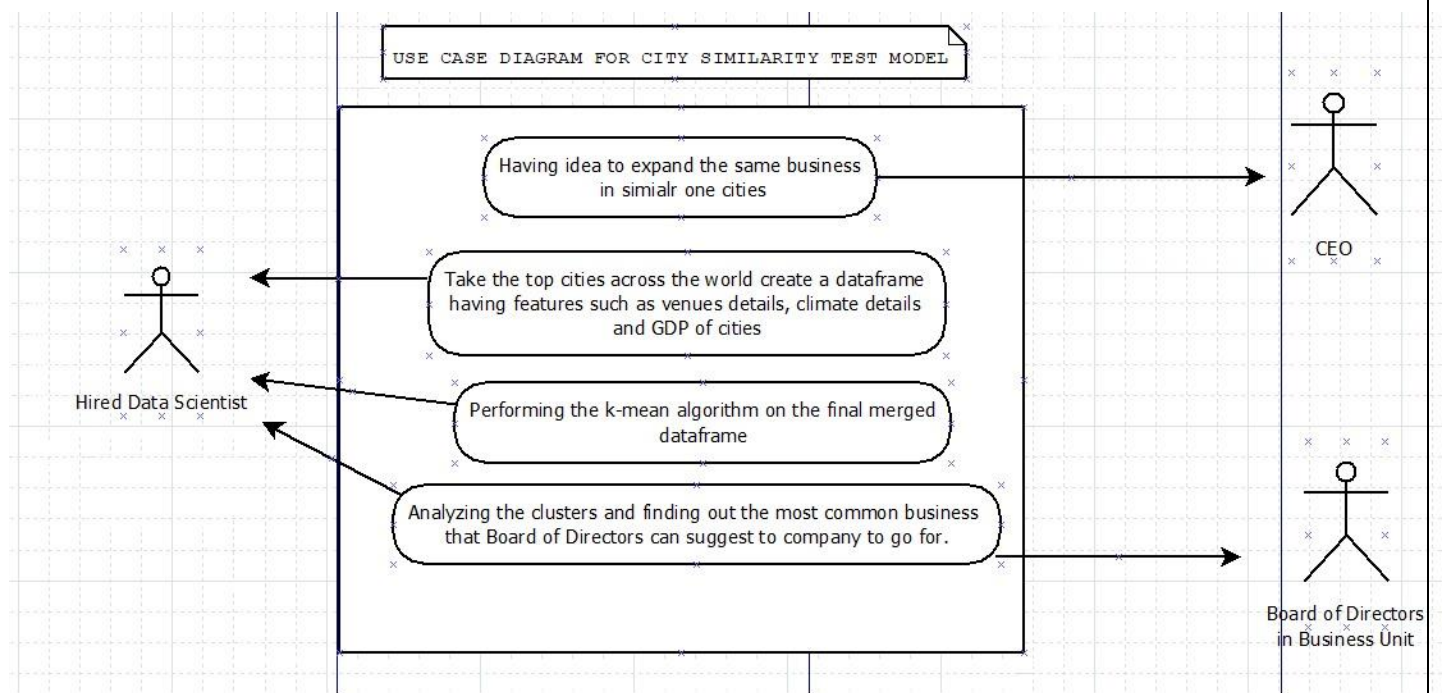 USE CASE DIAGRAM FOR CITY SIMILARITY TEST MODEL
Having idea to expand the same business
in simialr one cities
CEO
Take the top cities across the world create a dataframe
having features such as venues details, climate details
and GDP of cities
Hired Data Scientist
Performing the k-mean algorithm on the final merged
dataframe
Analyzing the clusters and finding out the most common business
that Board of Directors can suggest to company to go for.
Board of Directors
in Business Unit